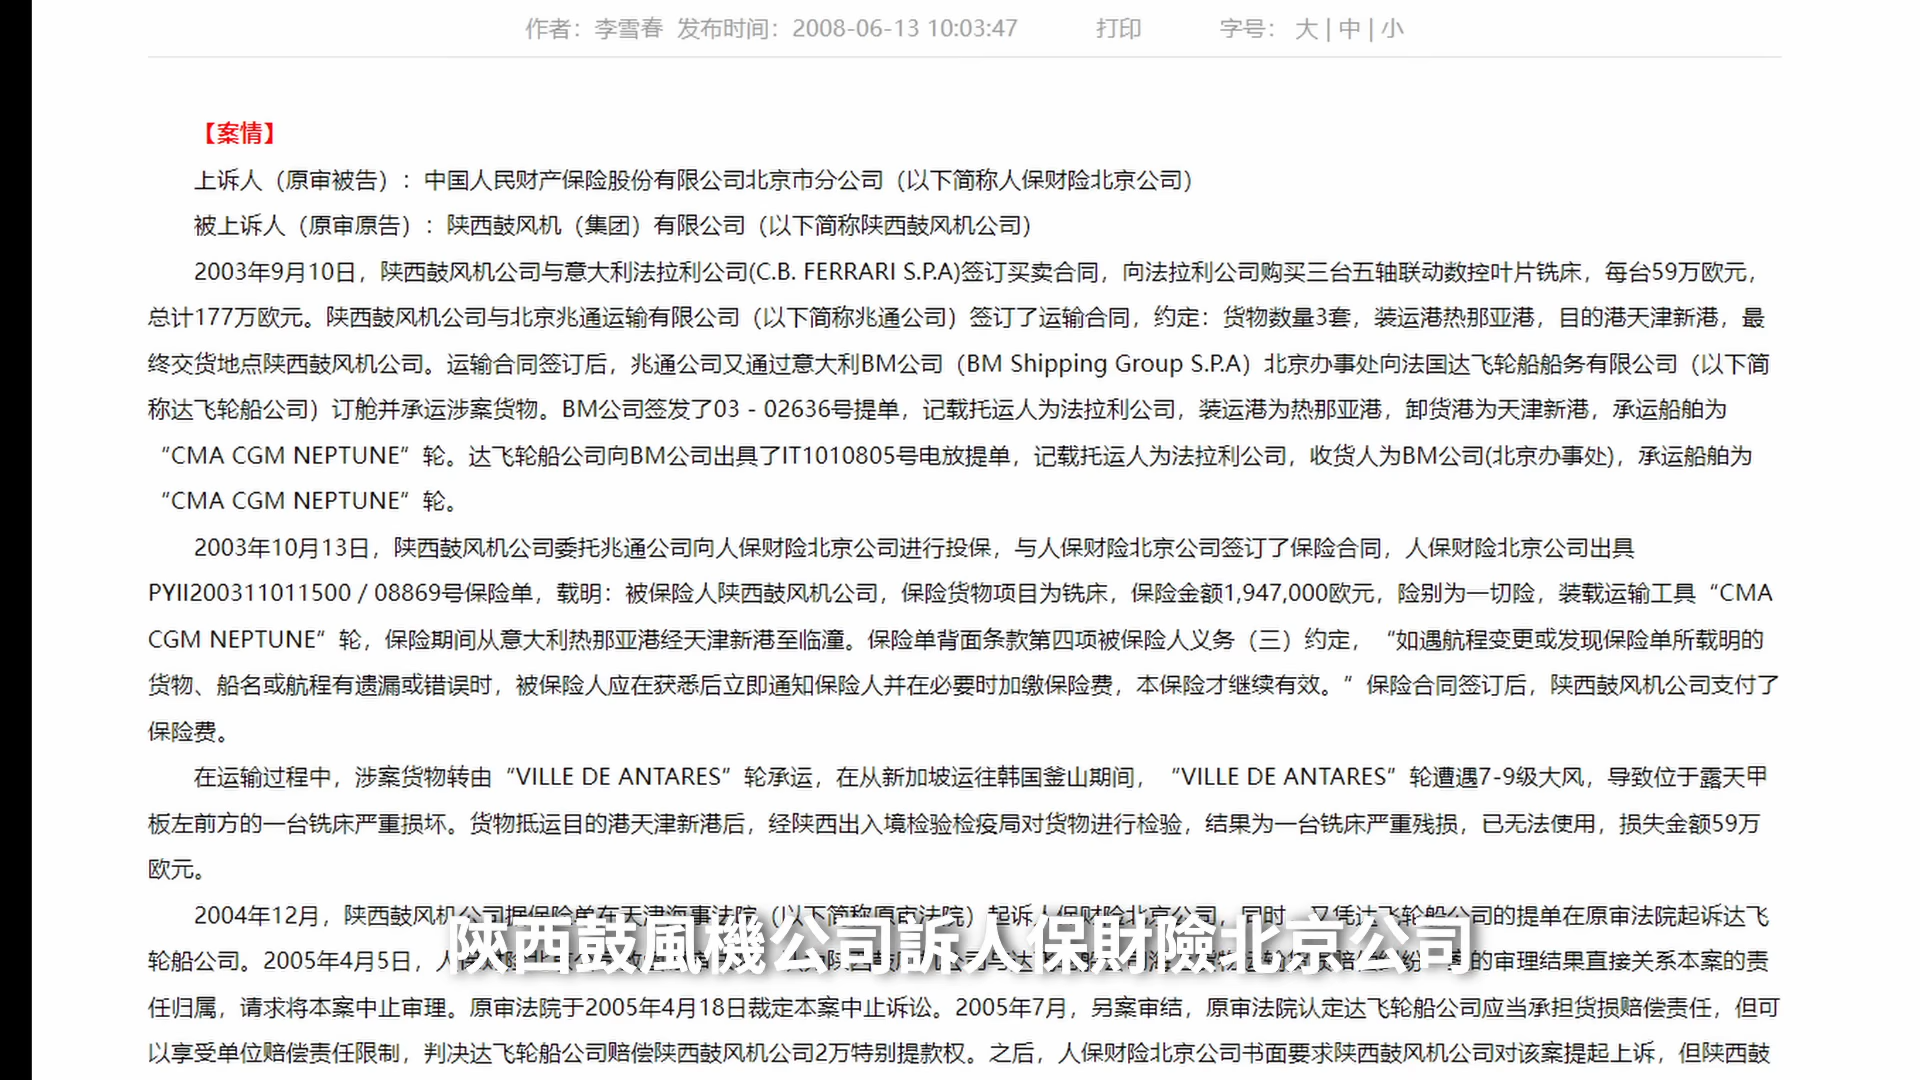 作者：李雪春 发布时间：2008-06-13 10:03:47 打印 字号： 大 | 中 | 小
【案情】
上诉人（原审被告）：中国人民财产保险股份有限公司北京市分公司（以下简称人保财险北京公司）
被上诉人（原审原告）：陕西鼓风机（集团）有限公司（以下简称陕西鼓风机公司）
2003年9月10日，陕西鼓风机公司与意大利法拉利公司(C.B. FERRARI S.P.A)签订买卖合同，向法拉利公司购买三台五轴联动数控叶片铣床，每台59万欧元，
总计177万欧元。陕西鼓风机公司与北京兆通运输有限公司（以下简称兆通公司）签订了运输合同，约定：货物数量3套，装运港热那亚港，目的港天津新港，最
终交货地点陕西鼓风机公司。运输合同签订后，兆通公司又通过意大利BM公司（BM Shipping Group S.P.A）北京办事处向法国达飞轮船船务有限公司（以下简
称达飞轮船公司）订舱并承运涉案货物。BM公司签发了03－02636号提单，记载托运人为法拉利公司，装运港为热那亚港，卸货港为天津新港，承运船舶为
“CMA CGM NEPTUNE”轮。达飞轮船公司向BM公司出具了IT1010805号电放提单，记载托运人为法拉利公司，收货人为BM公司(北京办事处)，承运船舶为
“CMA CGM NEPTUNE”轮。
2003年10月13日，陕西鼓风机公司委托兆通公司向人保财险北京公司进行投保，与人保财险北京公司签订了保险合同，人保财险北京公司出具
PYII200311011500／08869号保险单，载明：被保险人陕西鼓风机公司，保险货物项目为铣床，保险金额1,947,000欧元，险别为一切险，装载运输工具“CMA
CGM NEPTUNE”轮，保险期间从意大利热那亚港经天津新港至临潼。保险单背面条款第四项被保险人义务（三）约定，“如遇航程变更或发现保险单所载明的
货物、船名或航程有遗漏或错误时，被保险人应在获悉后立即通知保险人并在必要时加缴保险费，本保险才继续有效。”保险合同签订后，陕西鼓风机公司支付了
保险费。
在运输过程中，涉案货物转由“VILLE DE ANTARES”轮承运，在从新加坡运往韩国釜山期间，“VILLE DE ANTARES”轮遭遇7-9级大风，导致位于露天甲
板左前方的一台铣床严重损坏。货物抵运目的港天津新港后，经陕西出入境检验检疫局对货物进行检验，结果为一台铣床严重残损，已无法使用，损失金额59万
欧元。
2004年12月，陕西鼓风机公司据保险单在天津海事法院（以下简称原审法院）起诉人保财险北京公司，同时，又凭达飞轮船公司的提单在原审法院起诉达飞
陝西鼓風機公司訴人保財險北京公司
轮船公司。2005年4月5日，人的审理结果直接关系本案的责
任归属，请求将本案中止审理。原审法院于2005年4月18日裁定本案中止诉讼。2005年7月，另案审结，原审法院认定达飞轮船公司应当承担货损赔偿责任，但可
以享受单位赔偿责任限制，判决达飞轮船公司赔偿陕西鼓风机公司2万特别提款权。之后，人保财险北京公司书面要求陕西鼓风机公司对该案提起上诉，但陕西鼓